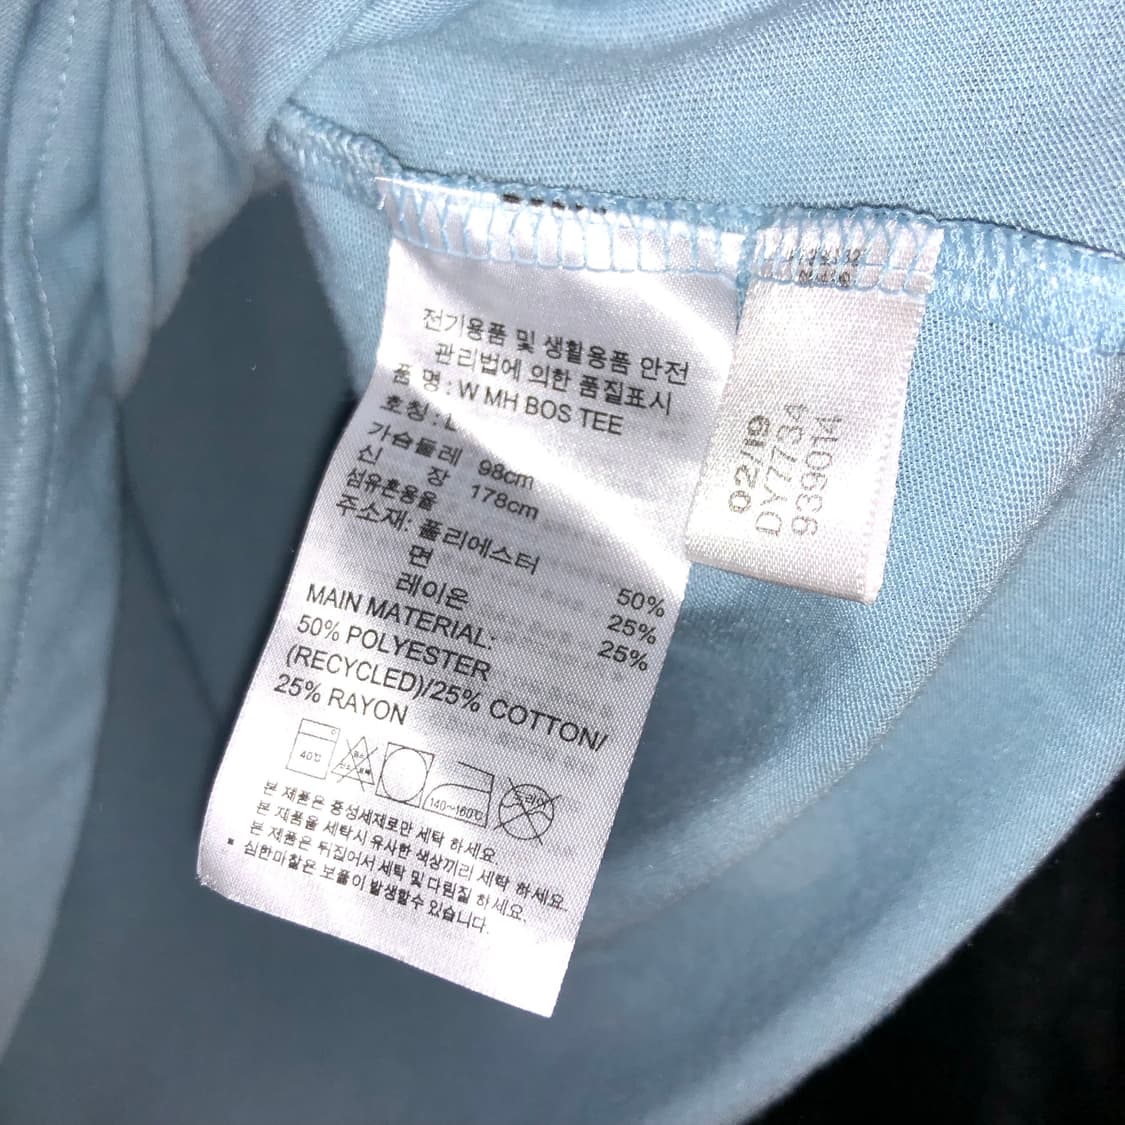 전기용품 및 생활용품 안전
관리법에 의한 품질표시
품 명 : W MH BOS TEE
호칭 : L
가슴둘레 98cm
신 장 178cm
섬유혼용율
주소재: 폴리에스터 50%
면 25%
레이온 25%
MAIN MATERIAL:
50% POLYESTER
(RECYCLED)/25% COTTON/
25% RAYON
40℃
140~160℃
드라이
본 제품은 중성세제로만 세탁 하세요.
본 제품을 세탁시 유사한 색상끼리 세탁 하세요.
본 제품은 뒤집어서 세탁 및 다림질 하세요.
* 심한마찰은 보풀이 발생할수 있습니다.
02/19
DY7734
939014